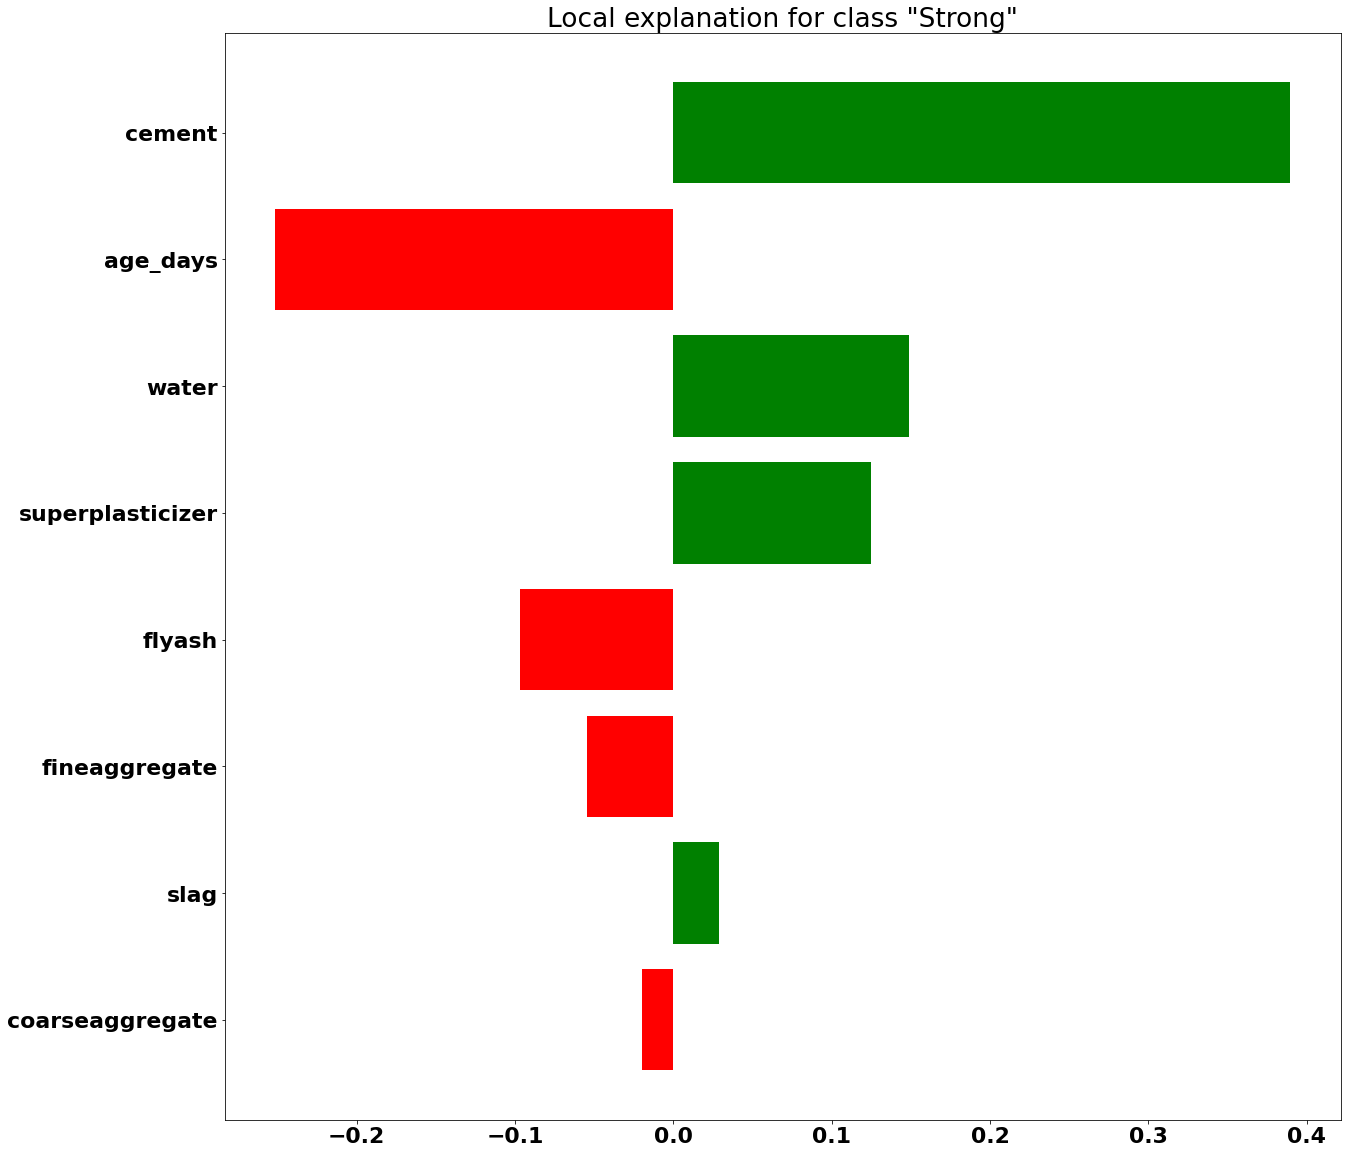 Local explanation for class "Strong"
cement
age_days
water
superplasticizer
flyash
fineaggregate
slag
coarseaggregate
−0.2 −0.1 0.0 0.1 0.2 0.3 0.4